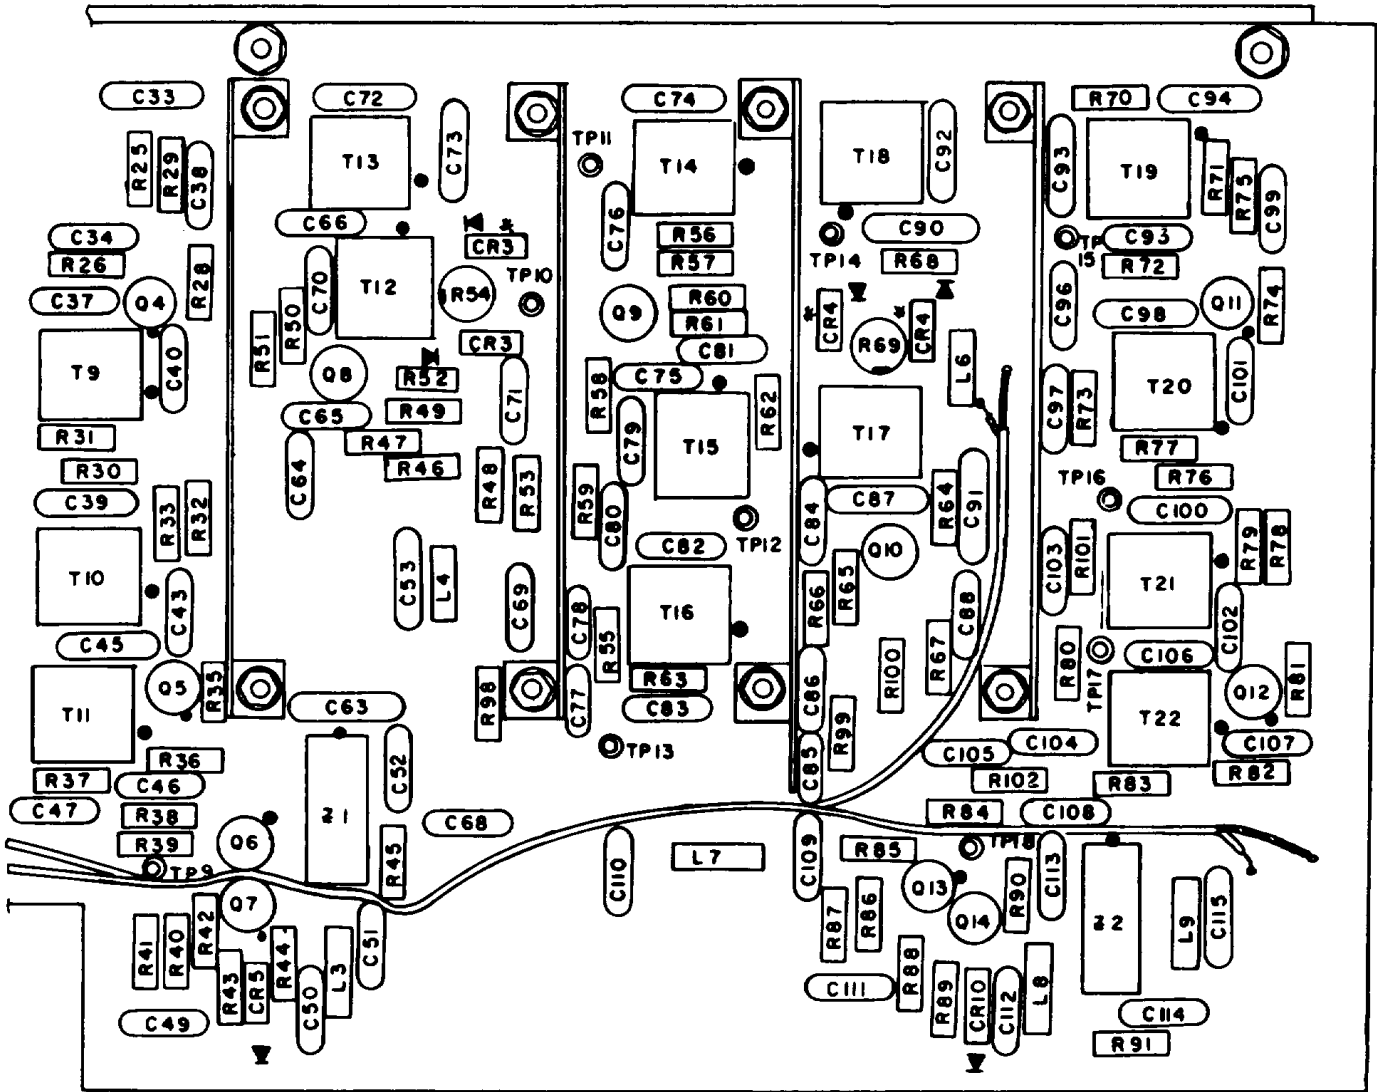 C33
C72
C74
R70
C94
R25
R29
C38
T13
C73
TP11
T14
T18
C92
C93
T19
R71
R75
C99
C34
R26
C66
*
CR3
C76
R56
R57
C90
TP14
R68
TP
15
C93
R72
R28
C37
Q4
C70
T12
R54
TP10
R60
R61
Q9
*
CR4
*
CR4
R69
C96
C98
Q11
R74
R51
R50
CR3
C81
L6
T9
C40
Q8
R52
C71
R58
C75
R62
C97
R73
T20
C101
C65
R49
R31
R47
C79
T15
T17
R77
R30
C64
R46
R48
R53
TP16
R76
C39
R33
R32
R59
C80
TP12
C84
C87
R64
C91
C100
R79
R78
C82
Q10
T10
C43
C53
L4
C69
C78
R55
T16
R66
R65
C88
C103
R101
T21
C102
C45
R63
R100
R67
R80
TP17
C106
Q5
R35
C63
R98
C77
C83
C86
R99
Q12
R81
T11
TP13
C105
C104
T22
C107
R36
C52
C85
R37
C46
R102
R83
R82
C47
R38
Z1
C68
R84
C108
R39
Q6
R45
C110
L7
C109
R85
TP18
C113
TP9
Q7
Q13
Q14
R90
R41
R40
R42
R44
C51
R87
R86
Z2
L9
C115
R43
CR5
C50
L3
C111
R88
R89
CR10
C112
L8
C49
C114
R91